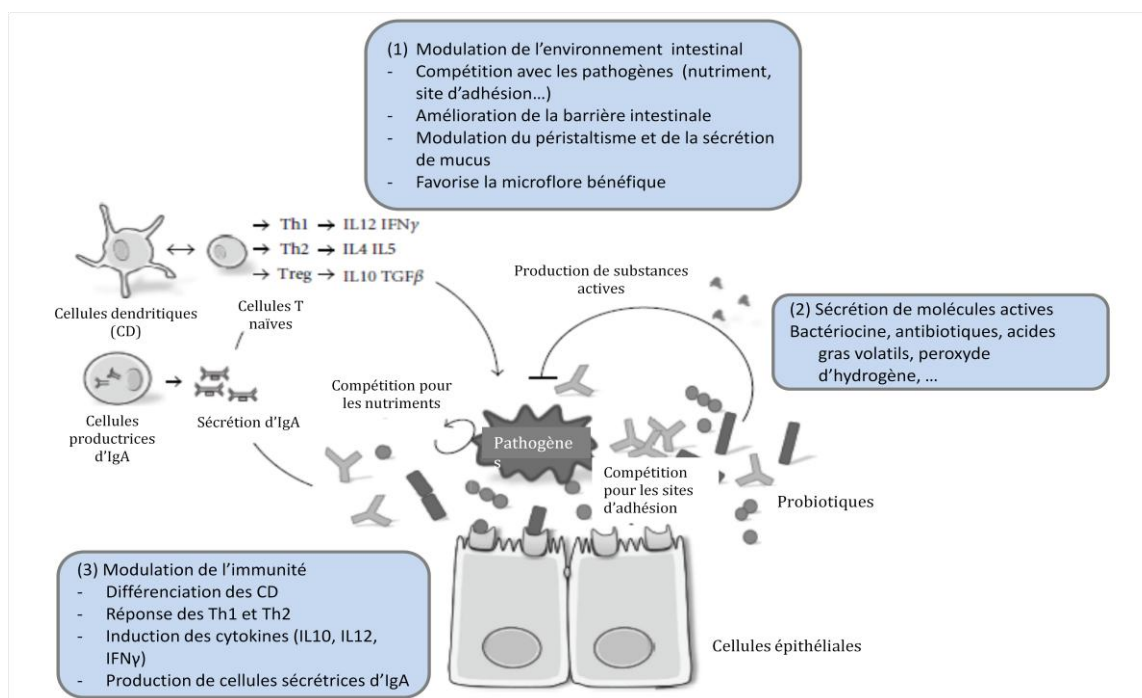 (1) Modulation de l’environnement intestinal
- Compétition avec les pathogènes (nutriment,
site d’adhésion…)
- Amélioration de la barrière intestinale
- Modulation du péristaltisme et de la sécrétion
de mucus
- Favorise la microflore bénéfique
→ Th1 → IL12 IFNγ
→ Th2 → IL4 IL5
→ Treg → IL10 TGFβ
Cellules dendritiques
(CD)
Cellules T
naïves
Production de substances
actives
(2) Sécrétion de molécules actives
Bactériocine, antibiotiques, acides
gras volatils, peroxyde
d’hydrogène, …
Cellules
productrices
d’IgA
Sécrétion d’IgA
Compétition pour
les nutriments
Pathogène
s
Compétition
pour les sites
d’adhésion
Probiotiques
(3) Modulation de l’immunité
- Différenciation des CD
- Réponse des Th1 et Th2
- Induction des cytokines (IL10, IL12,
IFNγ)
- Production de cellules sécrétrices d’IgA
Cellules épithéliales